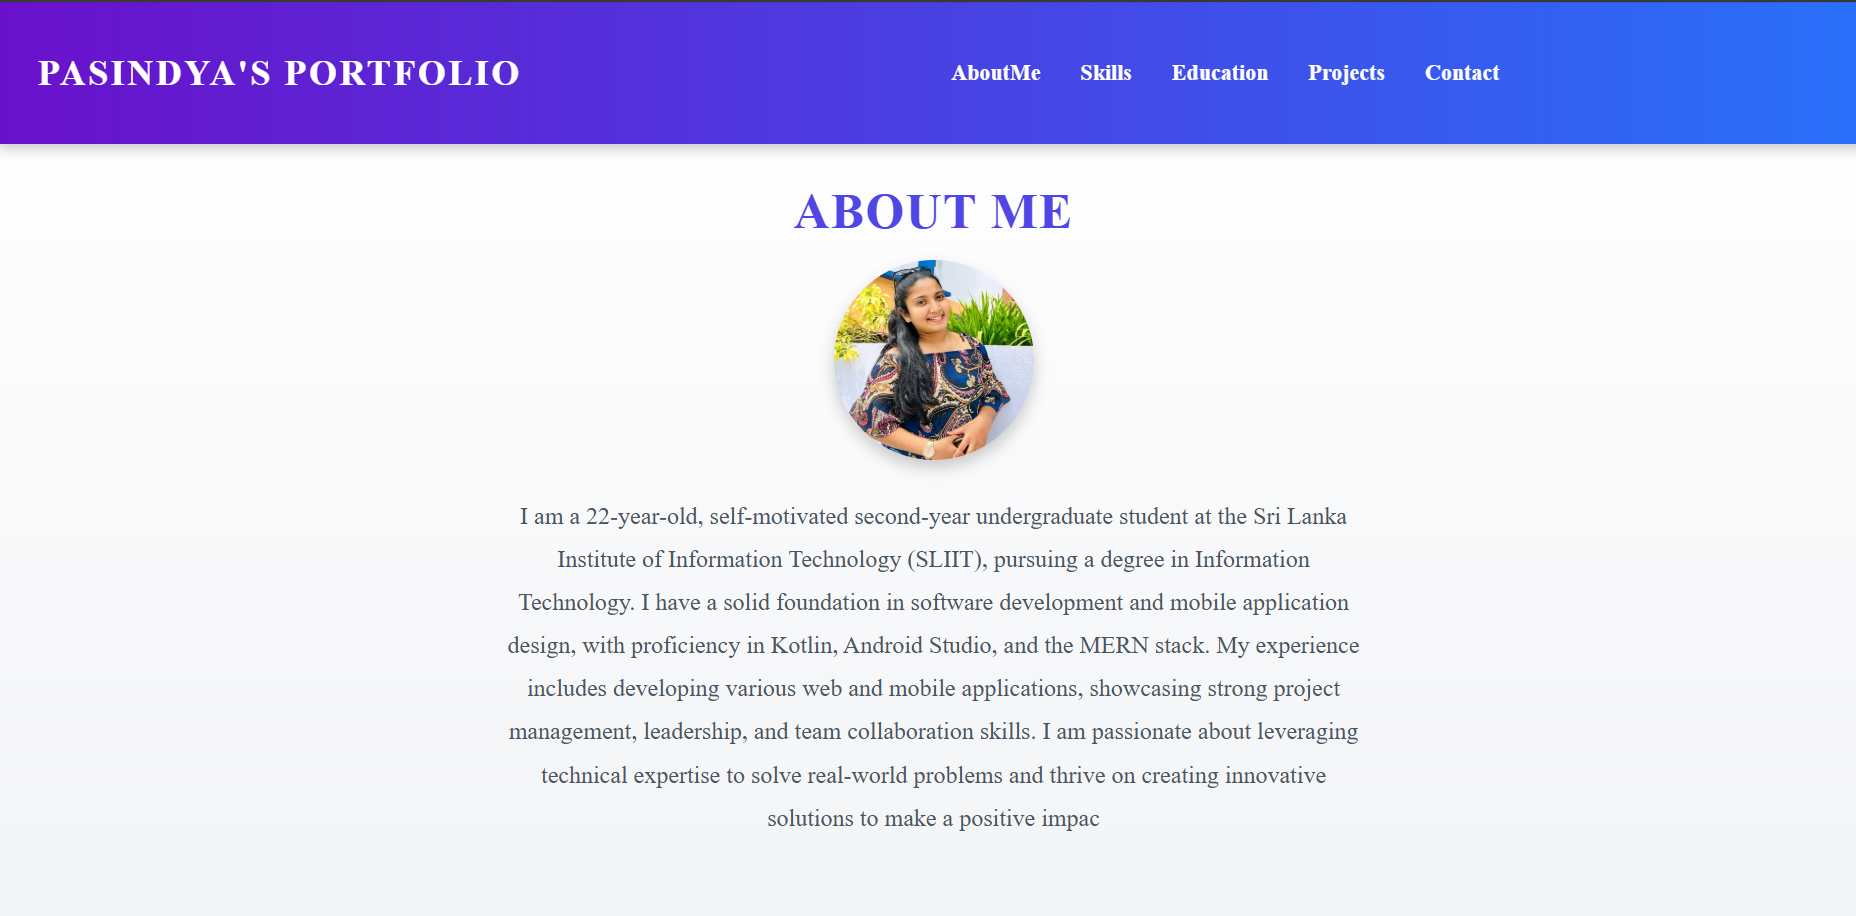 PASINDYA'S PORTFOLIO
AboutMe Skills Education Projects Contact
ABOUT ME
I am a 22-year-old, self-motivated second-year undergraduate student at the Sri Lanka
Institute of Information Technology (SLIIT), pursuing a degree in Information
Technology. I have a solid foundation in software development and mobile application
design, with proficiency in Kotlin, Android Studio, and the MERN stack. My experience
includes developing various web and mobile applications, showcasing strong project
management, leadership, and team collaboration skills. I am passionate about leveraging
technical expertise to solve real-world problems and thrive on creating innovative
solutions to make a positive impac